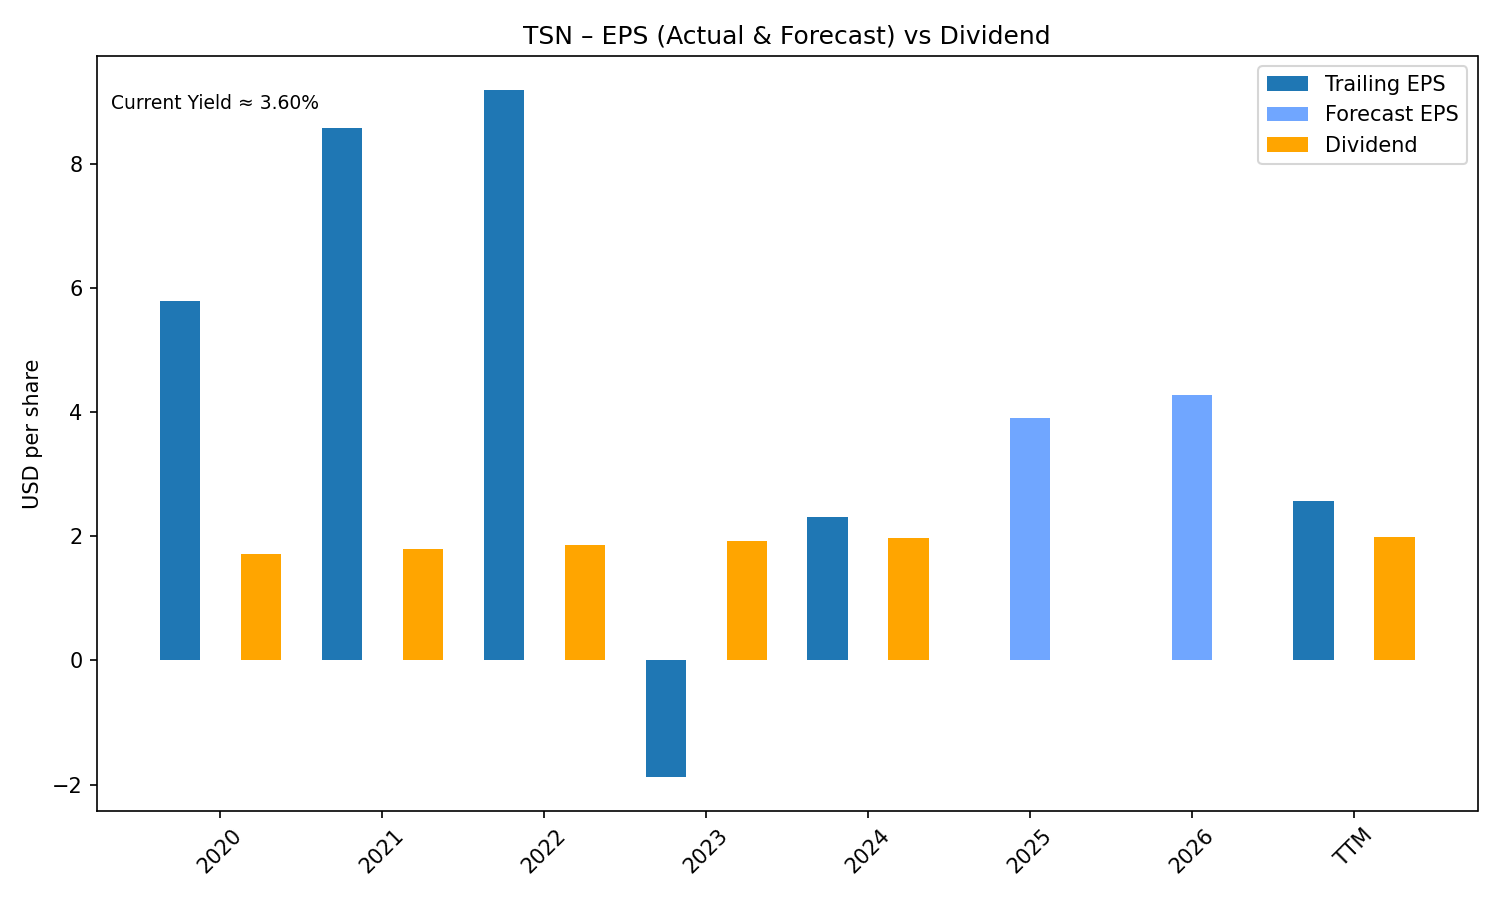 TSN – EPS (Actual & Forecast) vs Dividend
Current Yield ≈ 3.60%
Trailing EPS
Forecast EPS
Dividend
USD per share
8
6
4
2
0
−2
2020
2021
2022
2023
2024
2025
2026
TTM